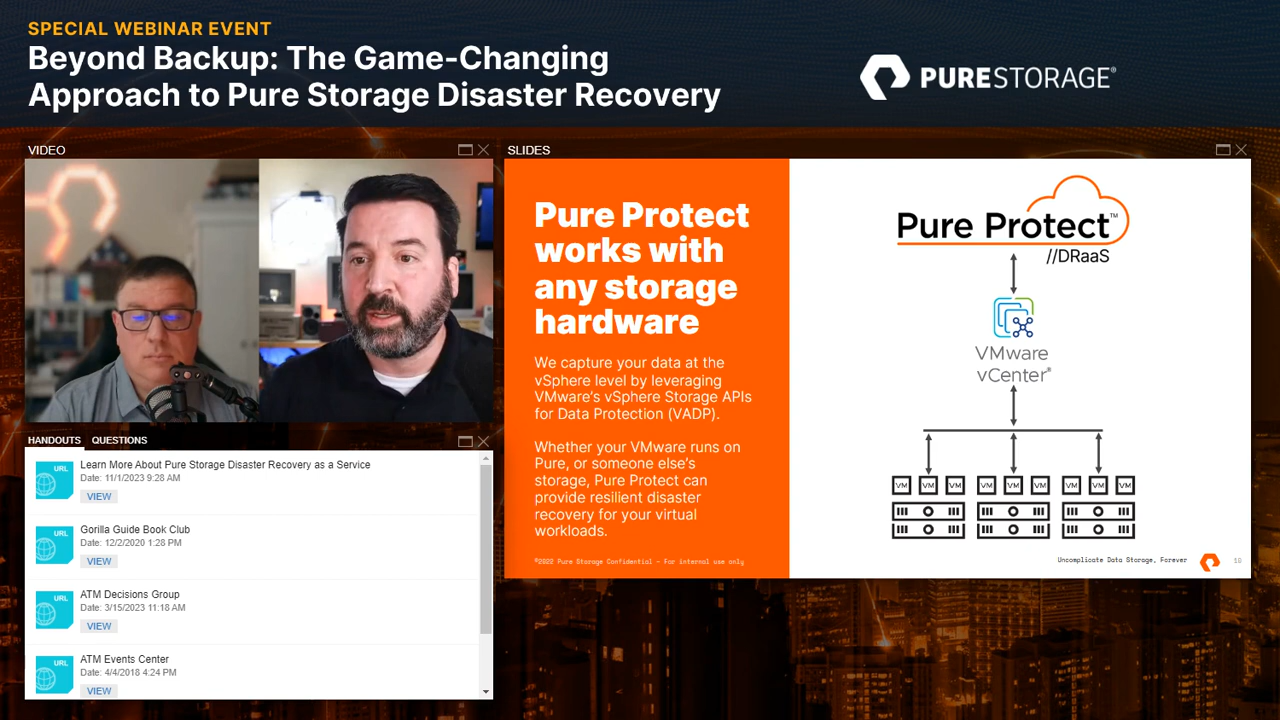 SPECIAL WEBINAR EVENT
Beyond Backup: The Game-Changing
Approach to Pure Storage Disaster Recovery
PURESTORAGE®
VIDEO
SLIDES
Pure Protect
works with
any storage
hardware
We capture your data at the
vSphere level by leveraging
VMware's vSphere Storage APIs
for Data Protection (VADP).
Whether your VMware runs on
Pure, or someone else's
storage, Pure Protect can
provide resilient disaster
recovery for your virtual
workloads.
©2022 Pure Storage Confidential – For internal use only
Pure Protect™
//DRaaS
VMware
vCenter®
VM VM VM VM VM VM VM VM VM
Uncomplicate Data Storage, Forever
18
HANDOUTS QUESTIONS
URL
Learn More About Pure Storage Disaster Recovery as a Service
Date: 11/1/2023 9:28 AM
VIEW
URL
Gorilla Guide Book Club
Date: 12/2/2020 1:28 PM
VIEW
URL
ATM Decisions Group
Date: 3/15/2023 11:18 AM
VIEW
URL
ATM Events Center
Date: 4/4/2018 4:24 PM
VIEW